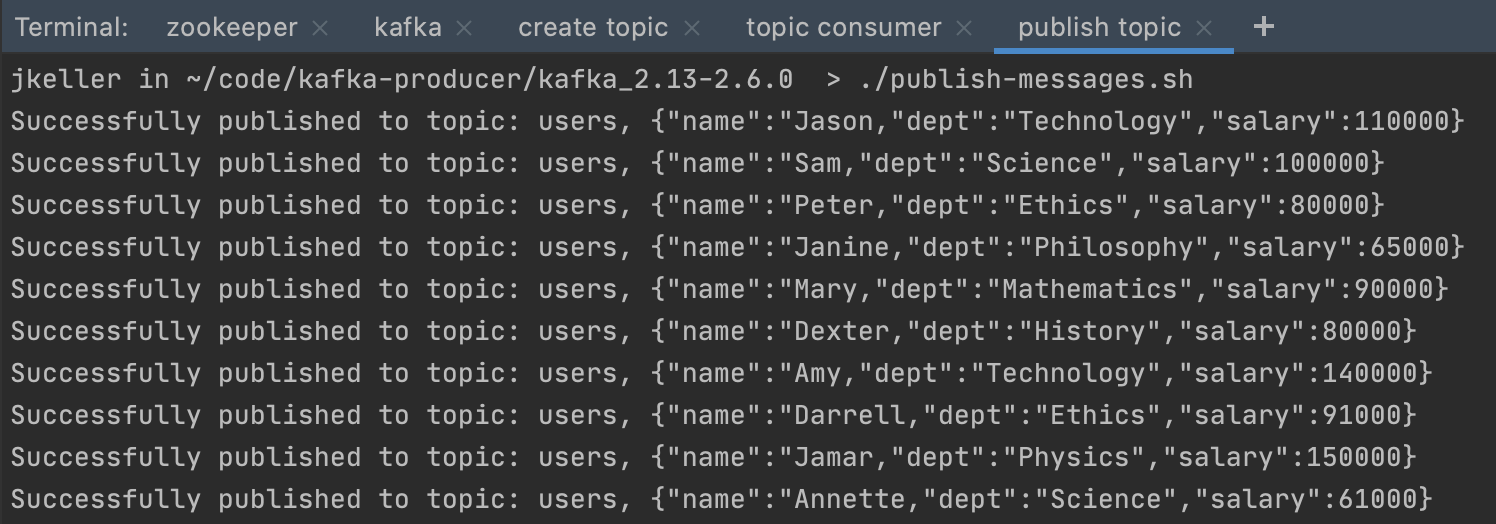 Terminal: zookeeper × kafka × create topic × topic consumer × publish topic × +
jkeller in ~/code/kafka-producer/kafka_2.13-2.6.0  > ./publish-messages.sh
Successfully published to topic: users, {"name":"Jason,"dept":"Technology","salary":110000}
Successfully published to topic: users, {"name":"Sam,"dept":"Science","salary":100000}
Successfully published to topic: users, {"name":"Peter,"dept":"Ethics","salary":80000}
Successfully published to topic: users, {"name":"Janine,"dept":"Philosophy","salary":65000}
Successfully published to topic: users, {"name":"Mary,"dept":"Mathematics","salary":90000}
Successfully published to topic: users, {"name":"Dexter,"dept":"History","salary":80000}
Successfully published to topic: users, {"name":"Amy,"dept":"Technology","salary":140000}
Successfully published to topic: users, {"name":"Darrell,"dept":"Ethics","salary":91000}
Successfully published to topic: users, {"name":"Jamar,"dept":"Physics","salary":150000}
Successfully published to topic: users, {"name":"Annette,"dept":"Science","salary":61000}